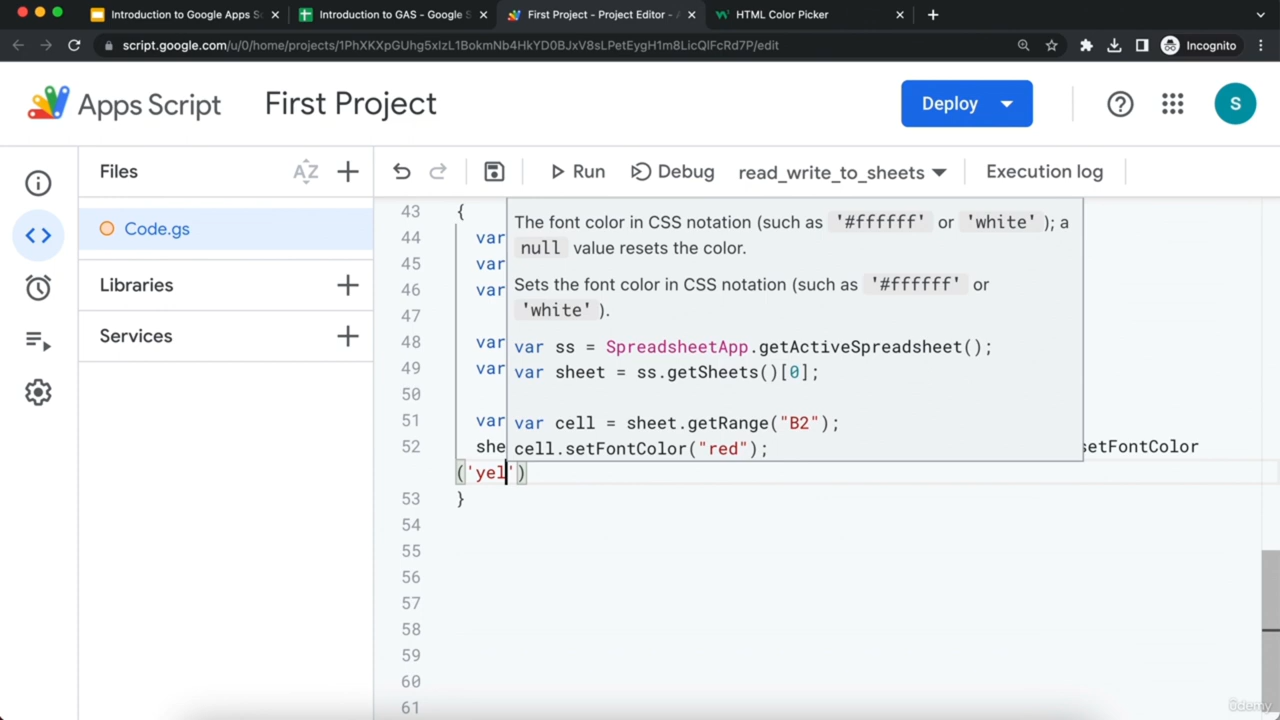 Introduction to Google Apps S
Introduction to GAS - Google S
First Project - Project Editor - A
HTML Color Picker
script.google.com/u/0/home/projects/1PhXKXpGUhg5xIzL1BokmNb4HkYD0BJxV8sLPetEygH1m8LicQIFcRd7P/edit
Incognito
Apps Script
First Project
Deploy
S
Files
AZ
Run
Debug
read_write_to_sheets
Execution log
Code.gs
Libraries
Services
43 {
44 var
45 var
46 var
47
48 var
49 var
50
51 var
52 she setFontColor
('yel')
53 }
54
55
56
57
58
59
60
61
The font color in CSS notation (such as '#ffffff' or 'white' ); a
null value resets the color.
Sets the font color in CSS notation (such as '#ffffff' or
'white' ).
var ss = SpreadsheetApp.getActiveSpreadsheet();
var sheet = ss.getSheets()[0];
var cell = sheet.getRange("B2");
cell.setFontColor("red");
ûdemy